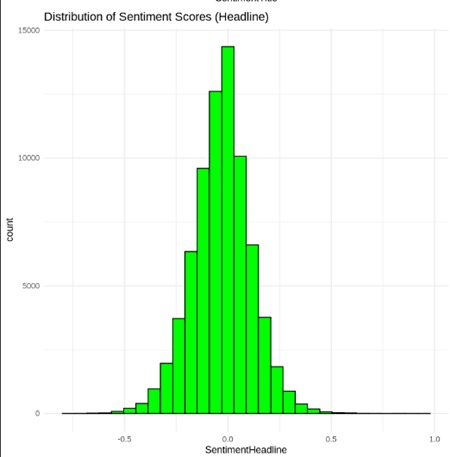 Distribution of Sentiment Scores (Headline)
15000
10000
5000
0
count
-0.5 0.0 0.5 1.0
SentimentHeadline